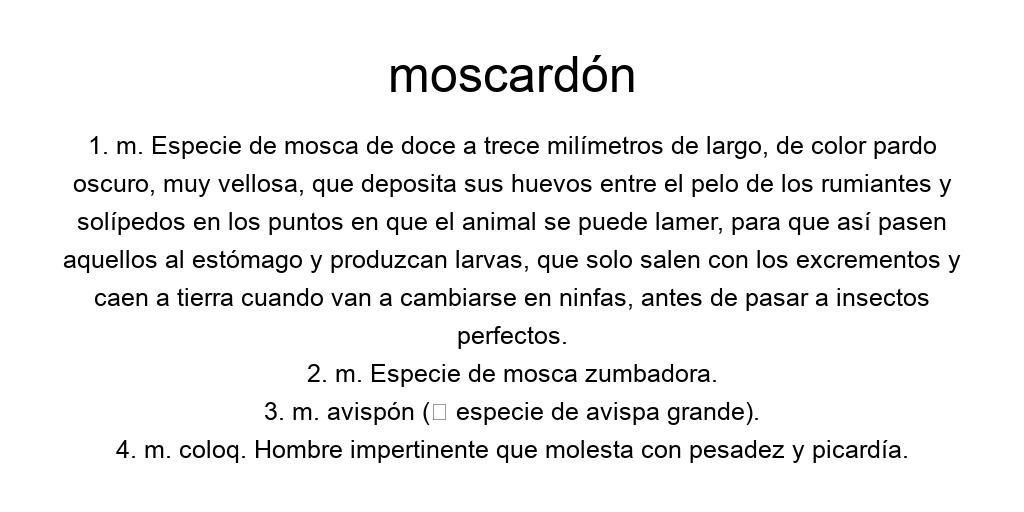 moscardón
1. m. Especie de mosca de doce a trece milímetros de largo, de color pardo
oscuro, muy vellosa, que deposita sus huevos entre el pelo de los rumiantes y
solípedos en los puntos en que el animal se puede lamer, para que así pasen
aquellos al estómago y produzcan larvas, que solo salen con los excrementos y
caen a tierra cuando van a cambiarse en ninfas, antes de pasar a insectos
perfectos.
2. m. Especie de mosca zumbadora.
3. m. avispón (□ especie de avispa grande).
4. m. coloq. Hombre impertinente que molesta con pesadez y picardía.